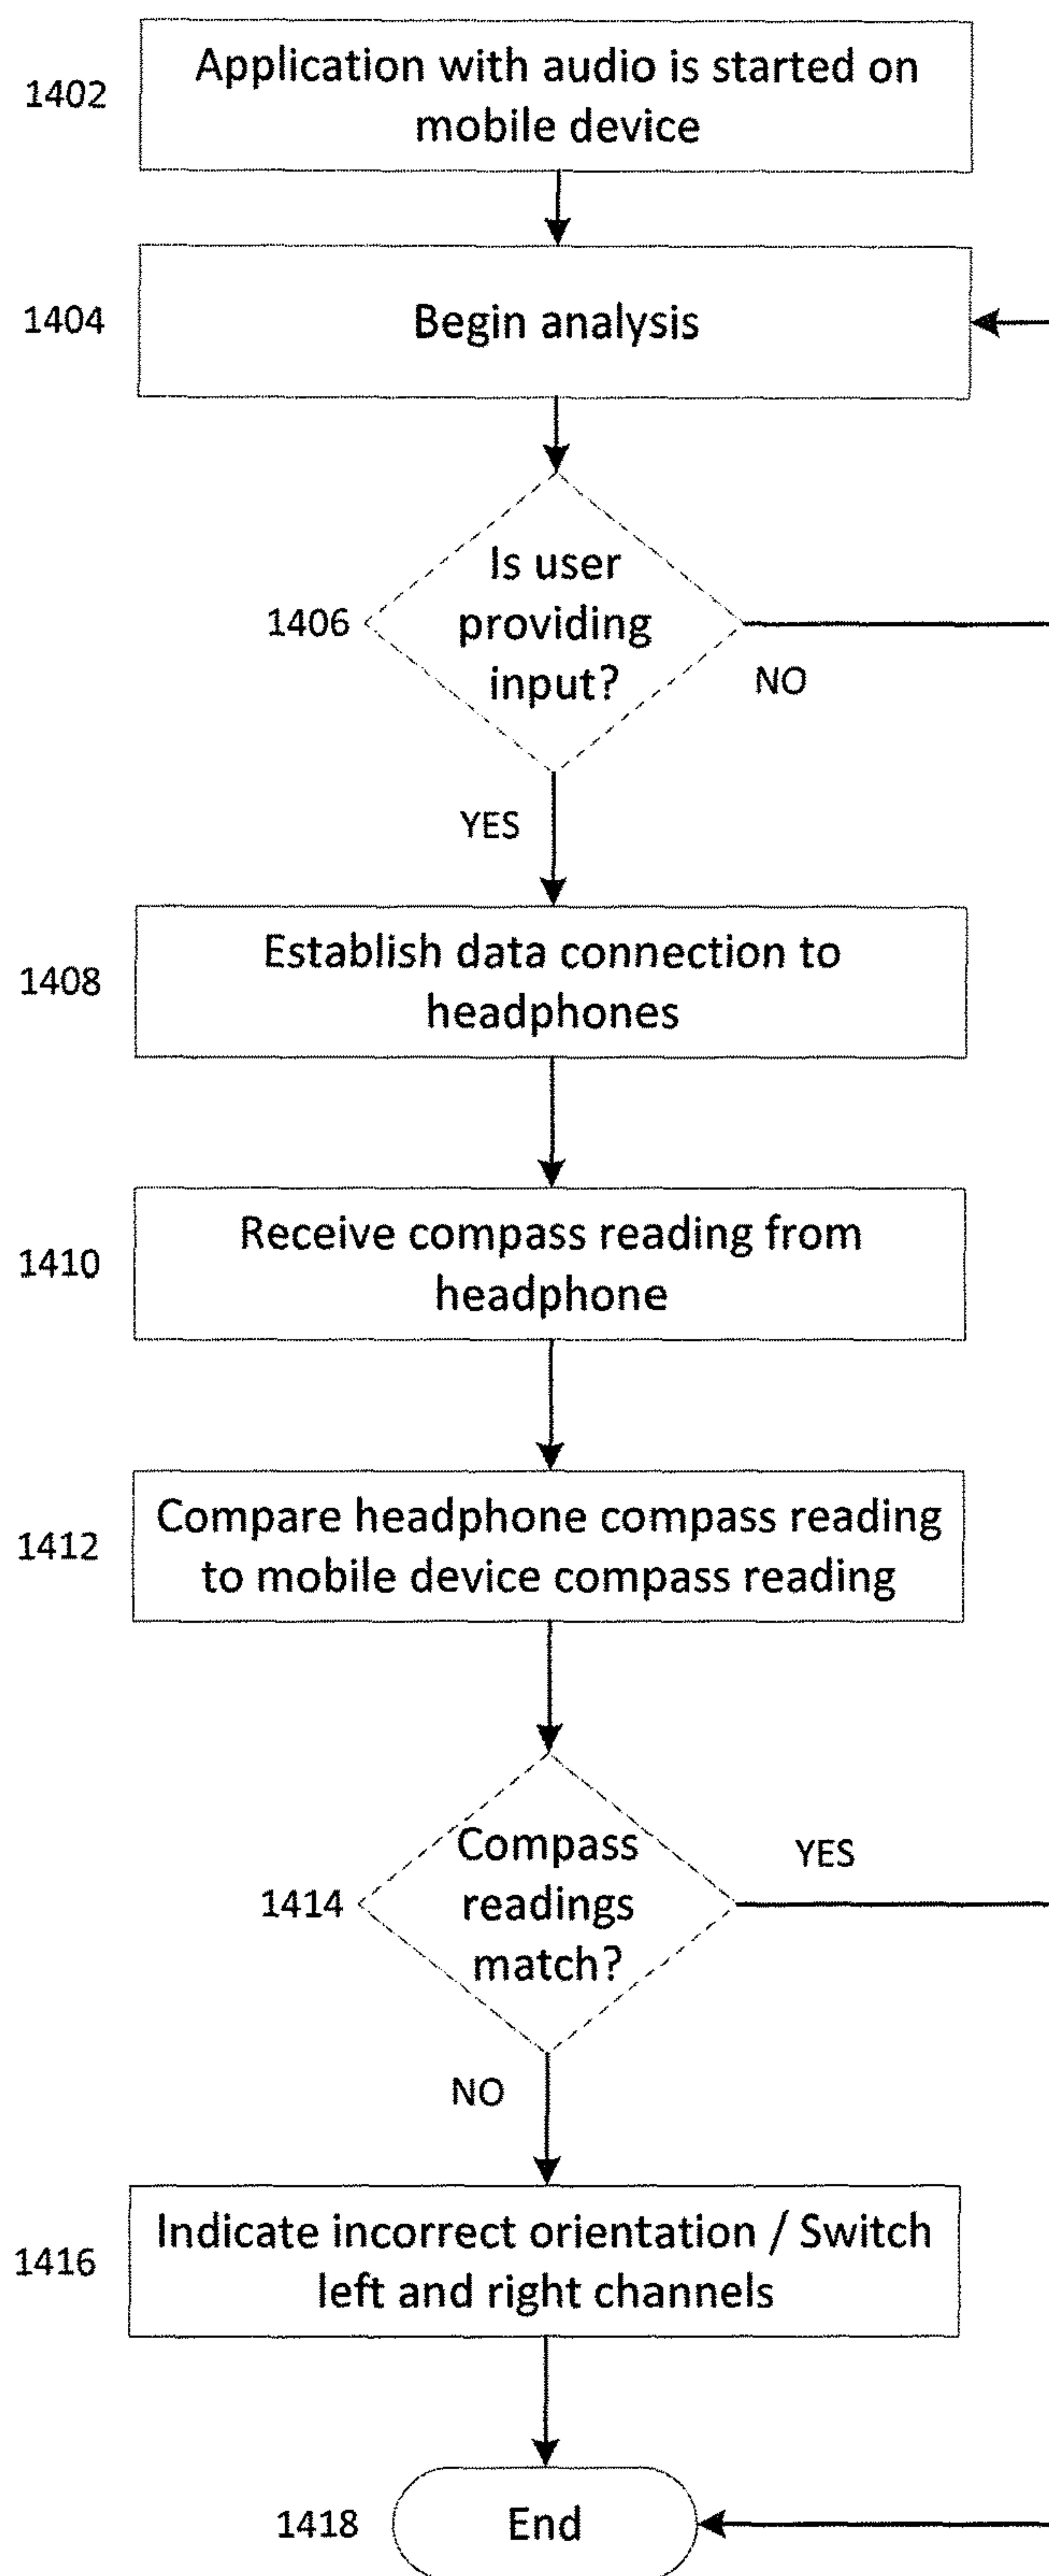 1402
Application with audio is started on
mobile device
1404
Begin analysis
1406
Is user
providing
input?
NO
YES
1408
Establish data connection to
headphones
1410
Receive compass reading from
headphone
1412
Compare headphone compass reading
to mobile device compass reading
1414
Compass
readings
match?
YES
NO
1416
Indicate incorrect orientation / Switch
left and right channels
1418
End